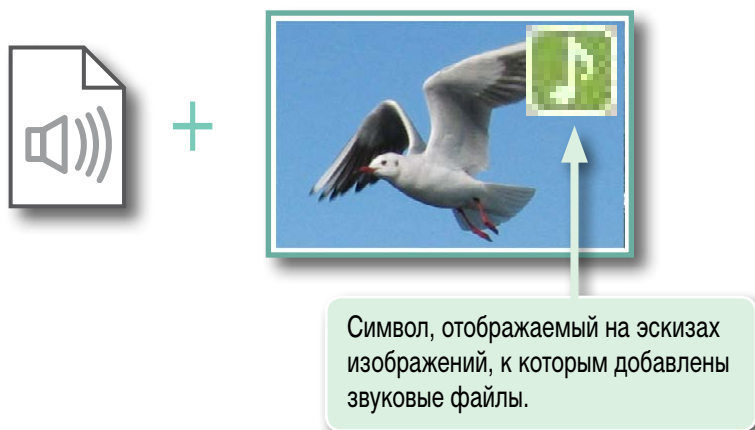 Символ, отображаемый на эскизах
изображений, к которым добавлены
звуковые файлы.